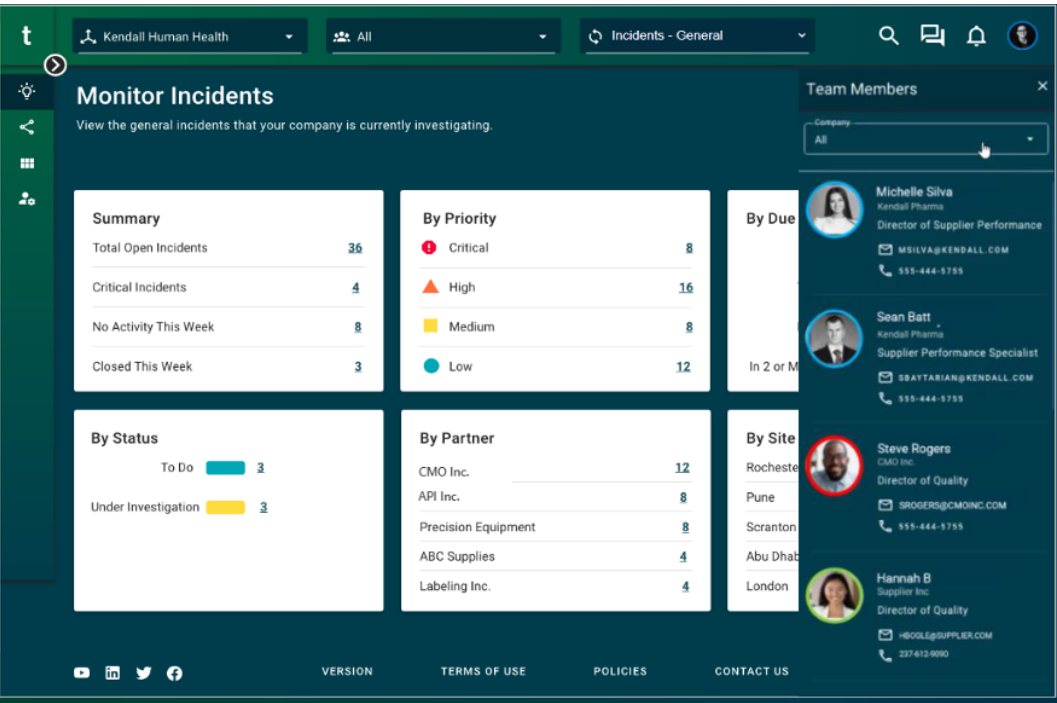 t
Kendall Human Health
All
Incidents - General
Monitor Incidents
View the general incidents that your company is currently investigating.
Summary
Total Open Incidents 36
Critical Incidents 4
No Activity This Week 8
Closed This Week 3
By Priority
Critical 8
High 16
Medium 8
Low 12
By Due
In 2 or M
By Status
To Do 3
Under Investigation 3
By Partner
CMO Inc. 12
API Inc. 8
Precision Equipment 8
ABC Supplies 4
Labeling Inc. 4
By Site
Rocheste
Pune
Scranton
Abu Dhab
London
Team Members
Company
All
Michelle Silva
Kendall Pharma
Director of Supplier Performance
MSILVA@KENDALL.COM
555-444-5755
Sean Batt
Kendall Pharma
Supplier Performance Specialist
SBAYTARIAN@KENDALL.COM
555-444-5755
Steve Rogers
CMO Inc.
Director of Quality
SROGERS@CMOINC.COM
555-444-5755
Hannah B
Supplier Inc
Director of Quality
HBOGLE@SUPPLIER.COM
237-612-9090
VERSION
TERMS OF USE
POLICIES
CONTACT US